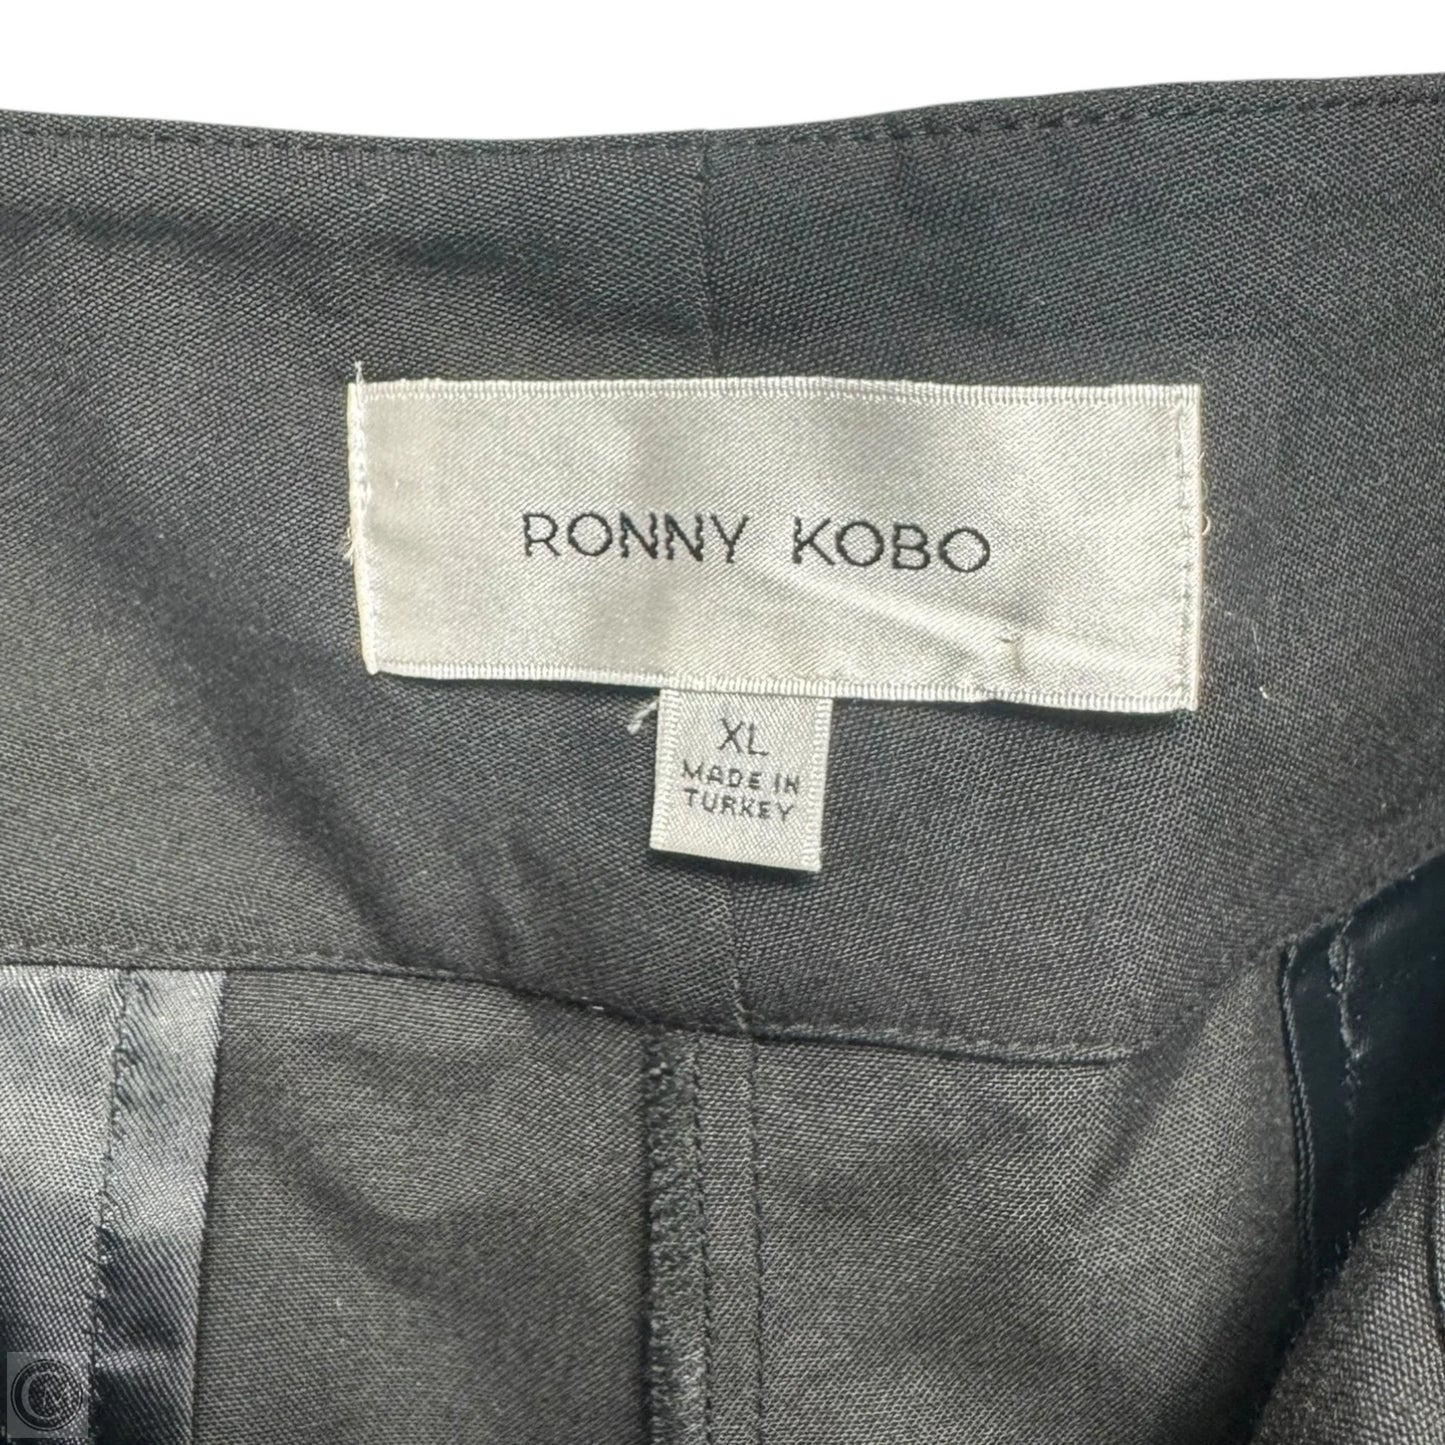 RONNY KOBO
XL
MADE IN
TURKEY